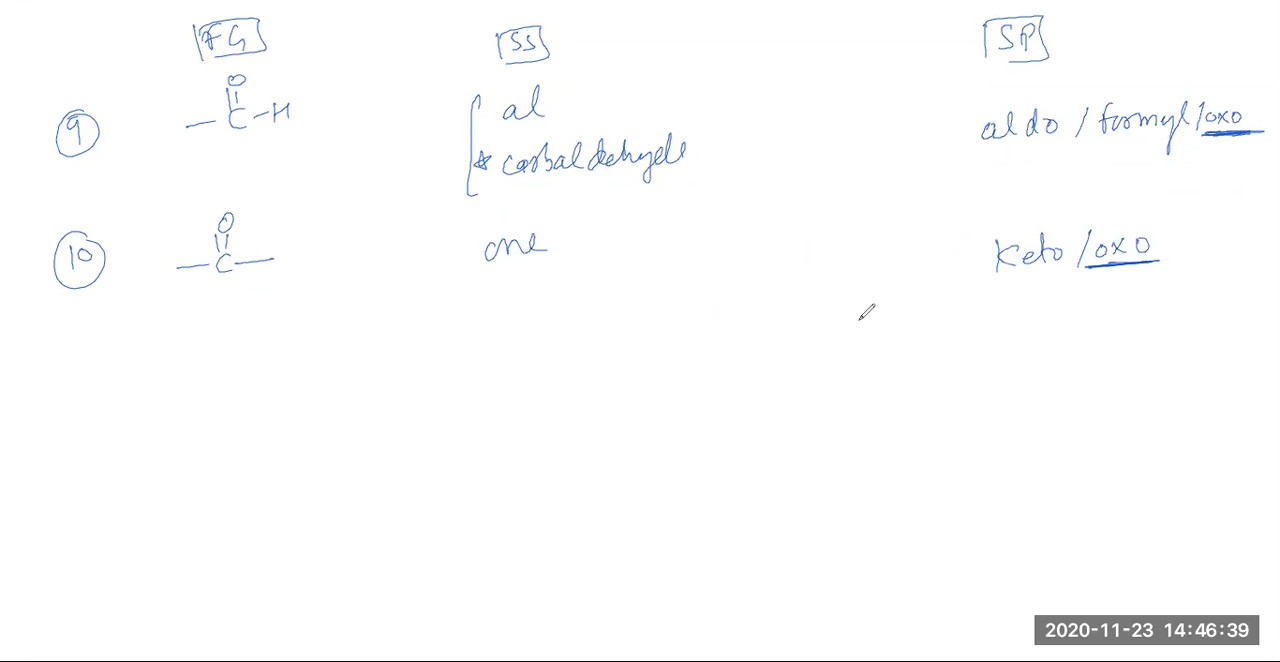 FG SS SP
9 O
— C – H al aldo / formyl / oxo
* carbaldehyde
10 O
— C — one Keto / oxo
2020-11-23 14:46:39